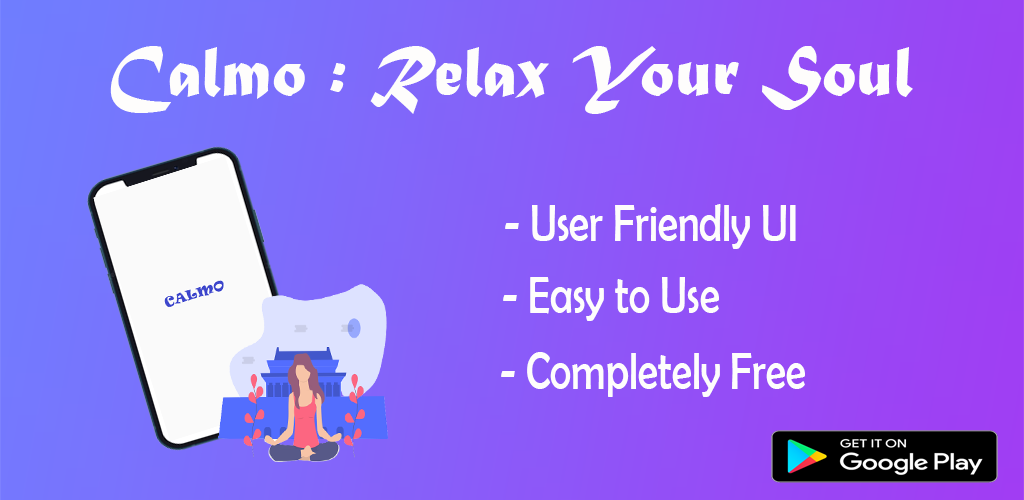 Calmo : Relax Your Soul
CALMO
- User Friendly UI
- Easy to Use
- Completely Free
GET IT ON
Google Play